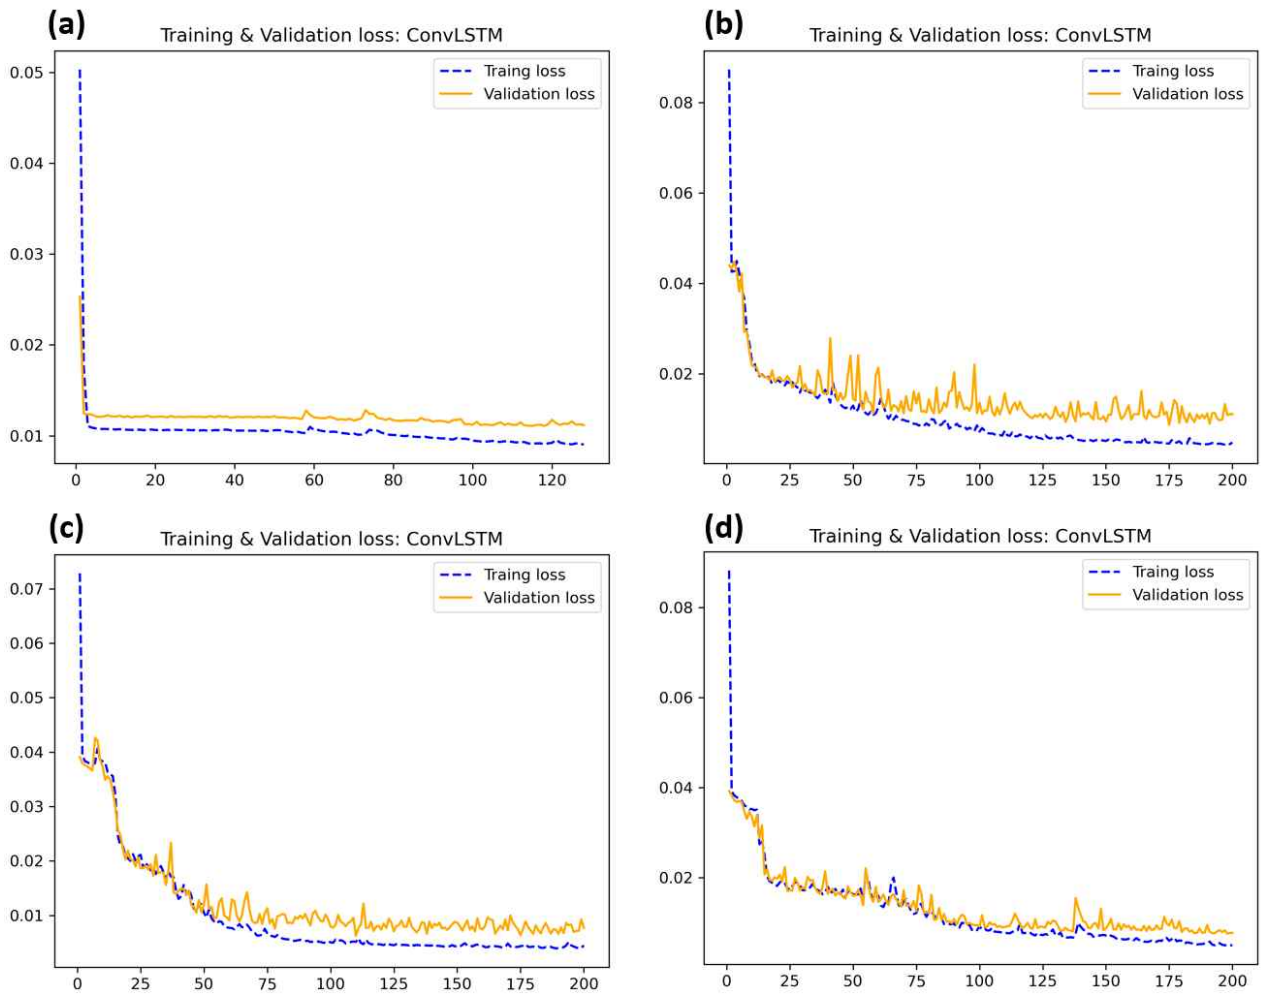 (a)
Training & Validation loss: ConvLSTM
Traing loss
Validation loss
0.05
0.04
0.03
0.02
0.01
0 20 40 60 80 100 120
(b)
Training & Validation loss: ConvLSTM
Traing loss
Validation loss
0.08
0.06
0.04
0.02
0 25 50 75 100 125 150 175 200
(c)
Training & Validation loss: ConvLSTM
Traing loss
Validation loss
0.07
0.06
0.05
0.04
0.03
0.02
0.01
0 25 50 75 100 125 150 175 200
(d)
Training & Validation loss: ConvLSTM
Traing loss
Validation loss
0.08
0.06
0.04
0.02
0 25 50 75 100 125 150 175 200